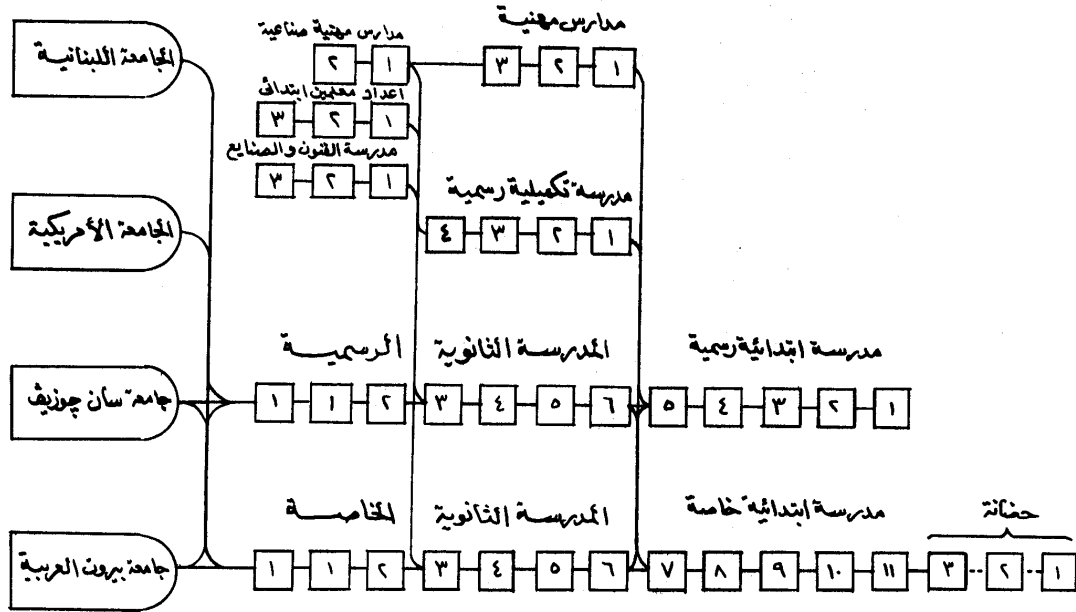 مدارس مهنية
١ ٢ ٣
مدارس مهنية صناعية
١ ٢
اعداد معلمين ابتدائى
١ ٢ ٣
مدرسة الفنون والصنايع
١ ٢ ٣
الجامعة اللبنانية
مدرسة تكميلية رسمية
١ ٢ ٣ ٤
الجامعة الأمريكية
مدرسة ابتدائية رسمية
١ ٢ ٣ ٤ ٥
المدرسة الثانوية الرسمية
٦ ٥ ٤ ٣ ٢ ١ ١
جامعة سان چوزيف
حضانة
١ ٢ ٣
مدرسة ابتدائية خاصة
١١ ١٠ ٩ ٨ ٧
المدرسة الثانوية الخاصة
٦ ٥ ٤ ٣ ٢ ١ ١
جامعة بيروت العربية